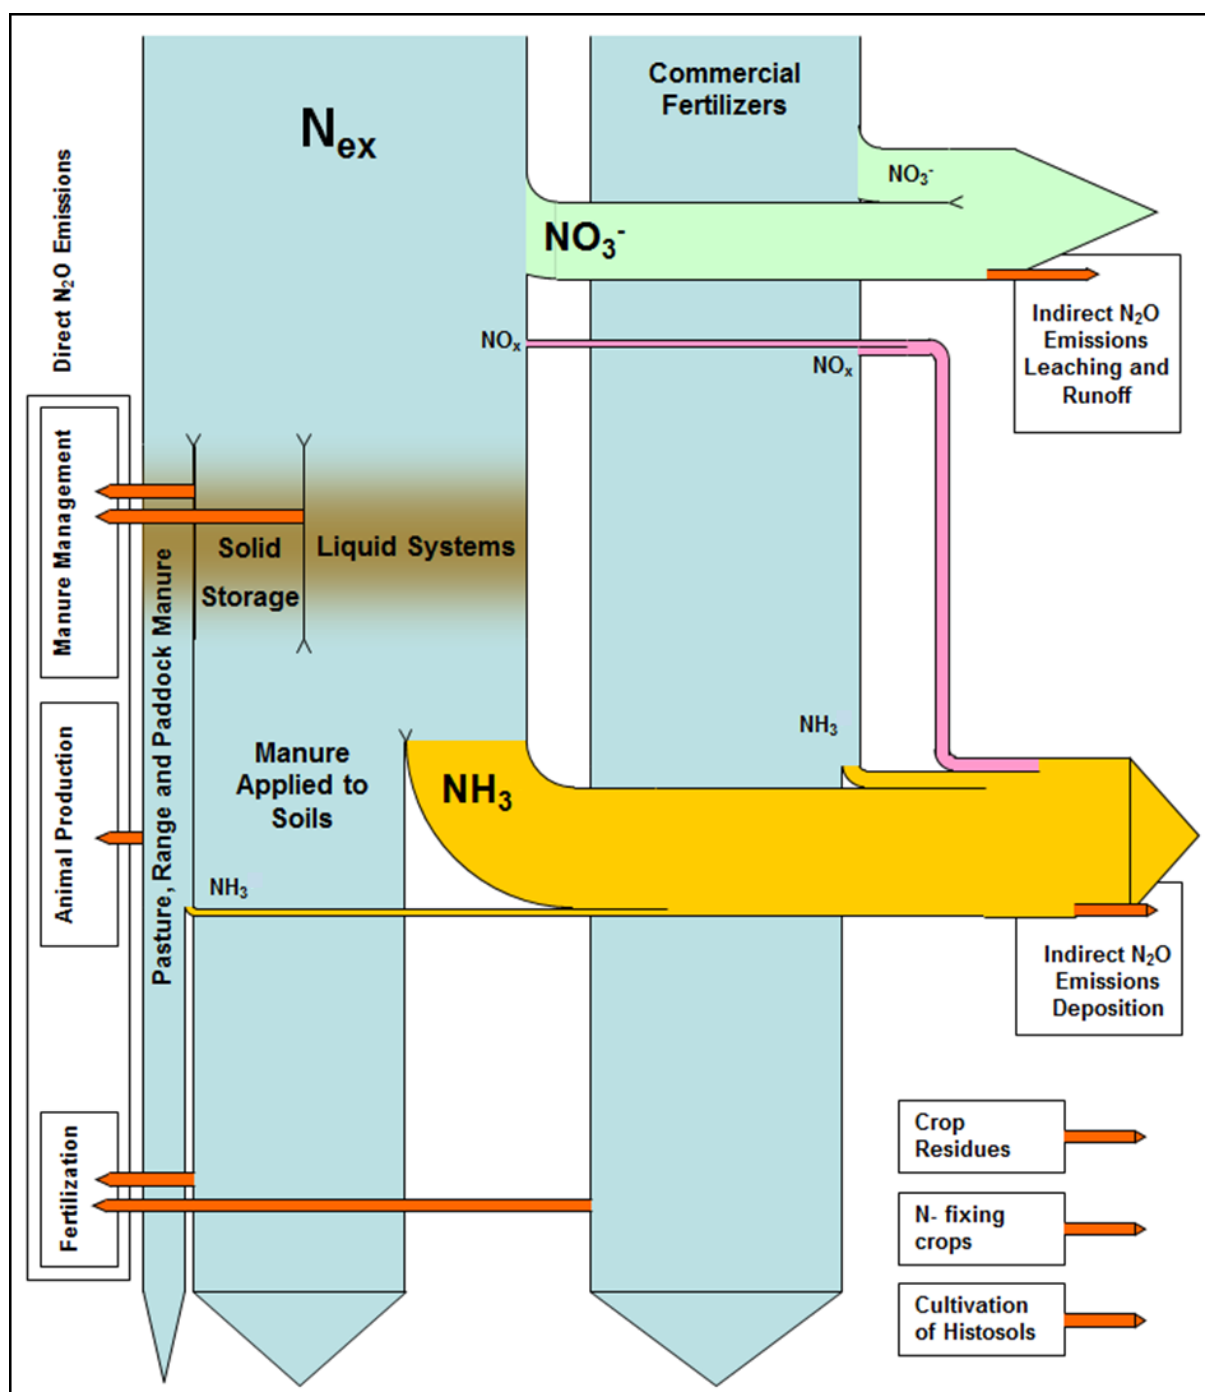 Commercial
Fertilizers
N_ex
NO₃⁻
NO₃⁻
Direct N₂O Emissions
Indirect N₂O
Emissions
Leaching and
Runoff
NOₓ
NOₓ
Manure Management
Solid
Storage
Liquid Systems
Pasture, Range and Paddock Manure
NH₃
Manure
Applied to
Soils
NH₃
Animal Production
NH₃
Indirect N₂O
Emissions
Deposition
Fertilization
Crop
Residues
N- fixing
crops
Cultivation
of Histosols